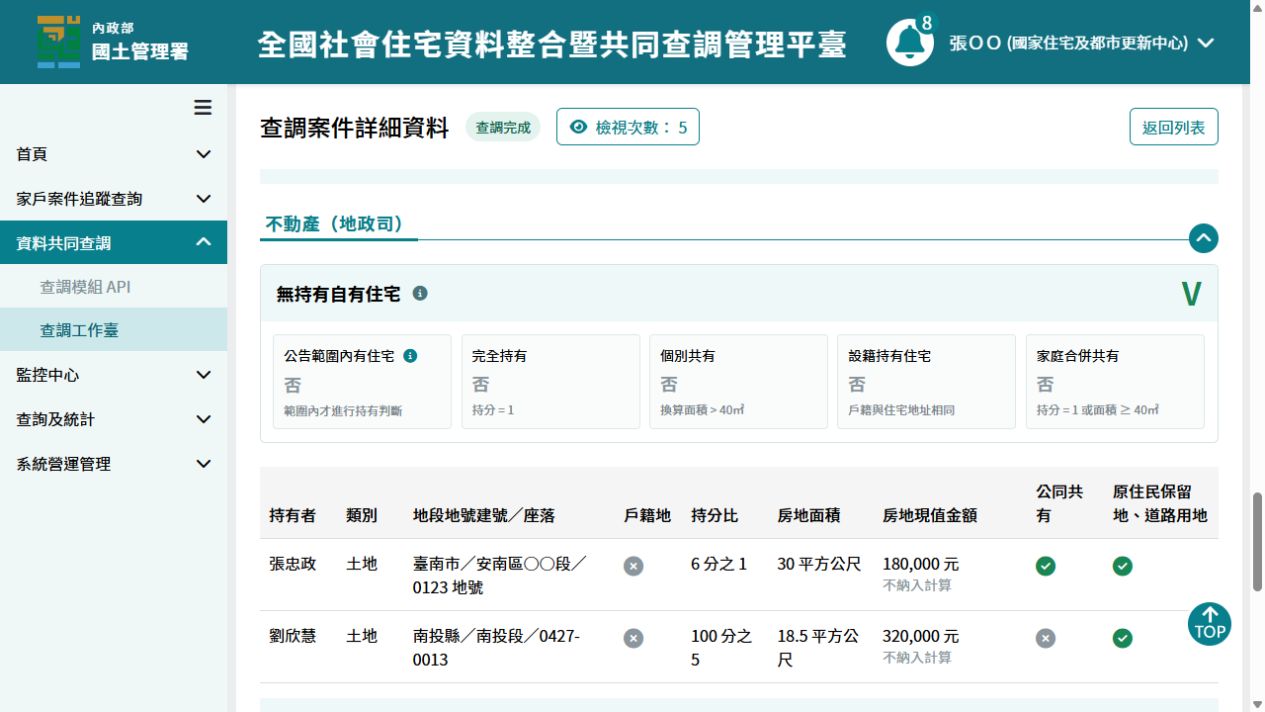 內政部
國土管理署
全國社會住宅資料整合暨共同查調管理平臺
8
張ＯＯ (國家住宅及都市更新中心)
首頁
家戶案件追蹤查詢
資料共同查調
查調模組 API
查調工作臺
監控中心
查詢及統計
系統營運管理
查調案件詳細資料
查調完成
檢視次數： 5
返回列表
不動產（地政司）
無持有自有住宅
V
公告範圍內有住宅
否
範圍內才進行持有判斷
完全持有
否
持分 = 1
個別共有
否
換算面積 > 40㎡
設籍持有住宅
否
戶籍與住宅地址相同
家庭合併共有
否
持分 = 1 或面積 ≥ 40㎡
持有者 類別 地段地號建號／座落 戶籍地 持分比 房地面積 房地現值金額 公同共有 原住民保留地、道路用地
張忠政 土地 臺南市／安南區〇〇段／0123 地號 6 分之 1 30 平方公尺 180,000 元
不納入計算
劉欣慧 土地 南投縣／南投段／0427-0013 100 分之 5 18.5 平方公尺 320,000 元
不納入計算
TOP